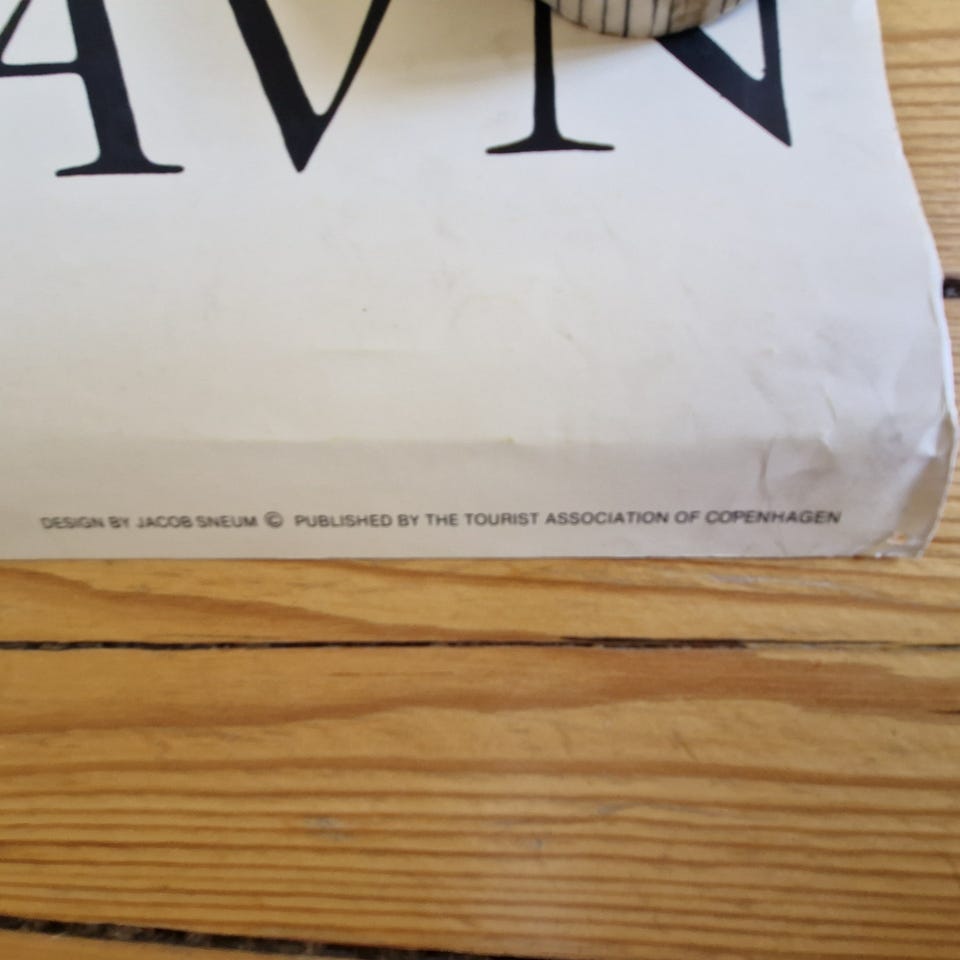 AVN
DESIGN BY JACOB SNEUM © PUBLISHED BY THE TOURIST ASSOCIATION OF COPENHAGEN